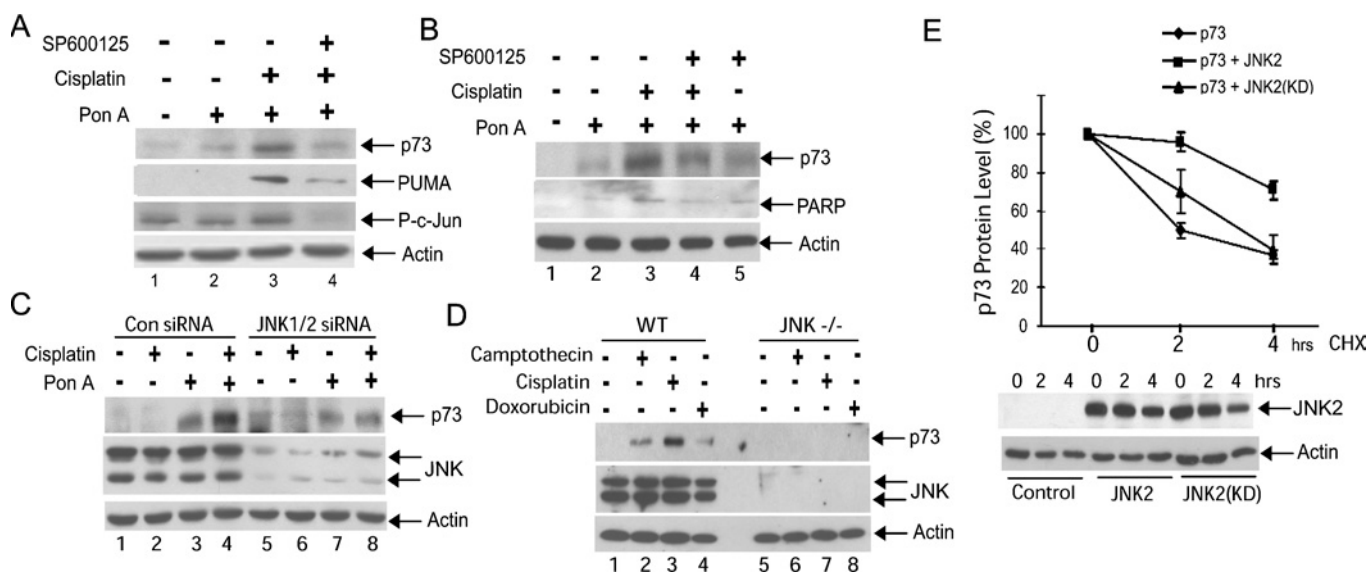 A
SP600125 - - - +
Cisplatin - - + +
Pon A - + + +
p73
PUMA
P-c-Jun
Actin
1 2 3 4
B
SP600125 - - - + +
Cisplatin - - + + -
Pon A - + + + +
p73
PARP
Actin
1 2 3 4 5
C
Con siRNA JNK1/2 siRNA
Cisplatin - + - + - + - +
Pon A - - + + - - + +
p73
JNK
Actin
1 2 3 4 5 6 7 8
D
WT JNK -/-
Camptothecin - + - - - + - -
Cisplatin - - + - - - + -
Doxorubicin - - - + - - - +
p73
JNK
Actin
1 2 3 4 5 6 7 8
E
p73
p73 + JNK2
p73 + JNK2(KD)
p73 Protein Level (%)
100
80
60
40
20
0
0 2 4 hrs CHX
0 2 4 0 2 4 0 2 4 hrs
JNK2
Actin
Control JNK2 JNK2(KD)